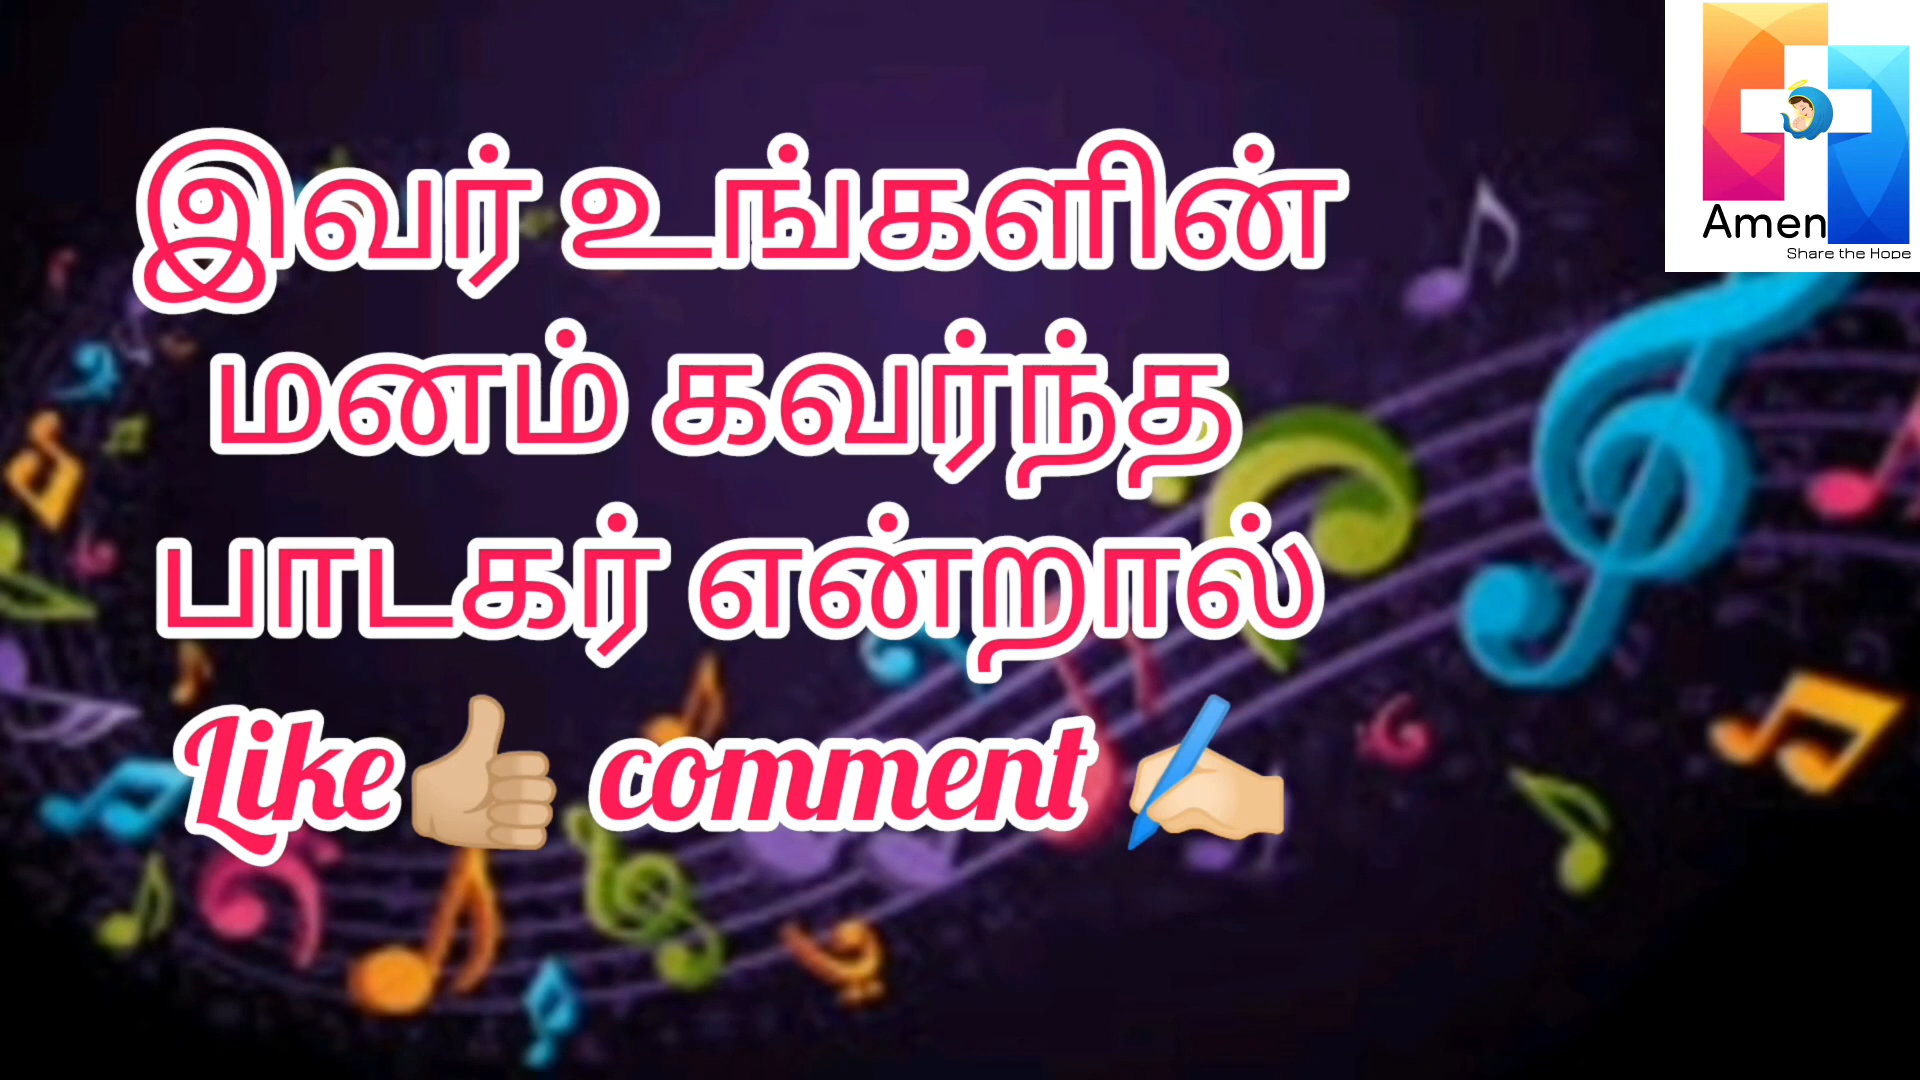 இவர் உங்களின்
மனம் கவர்ந்த
பாடகர் என்றால்
Like👍🏼 comment ✍🏻
Amen
Share the Hope